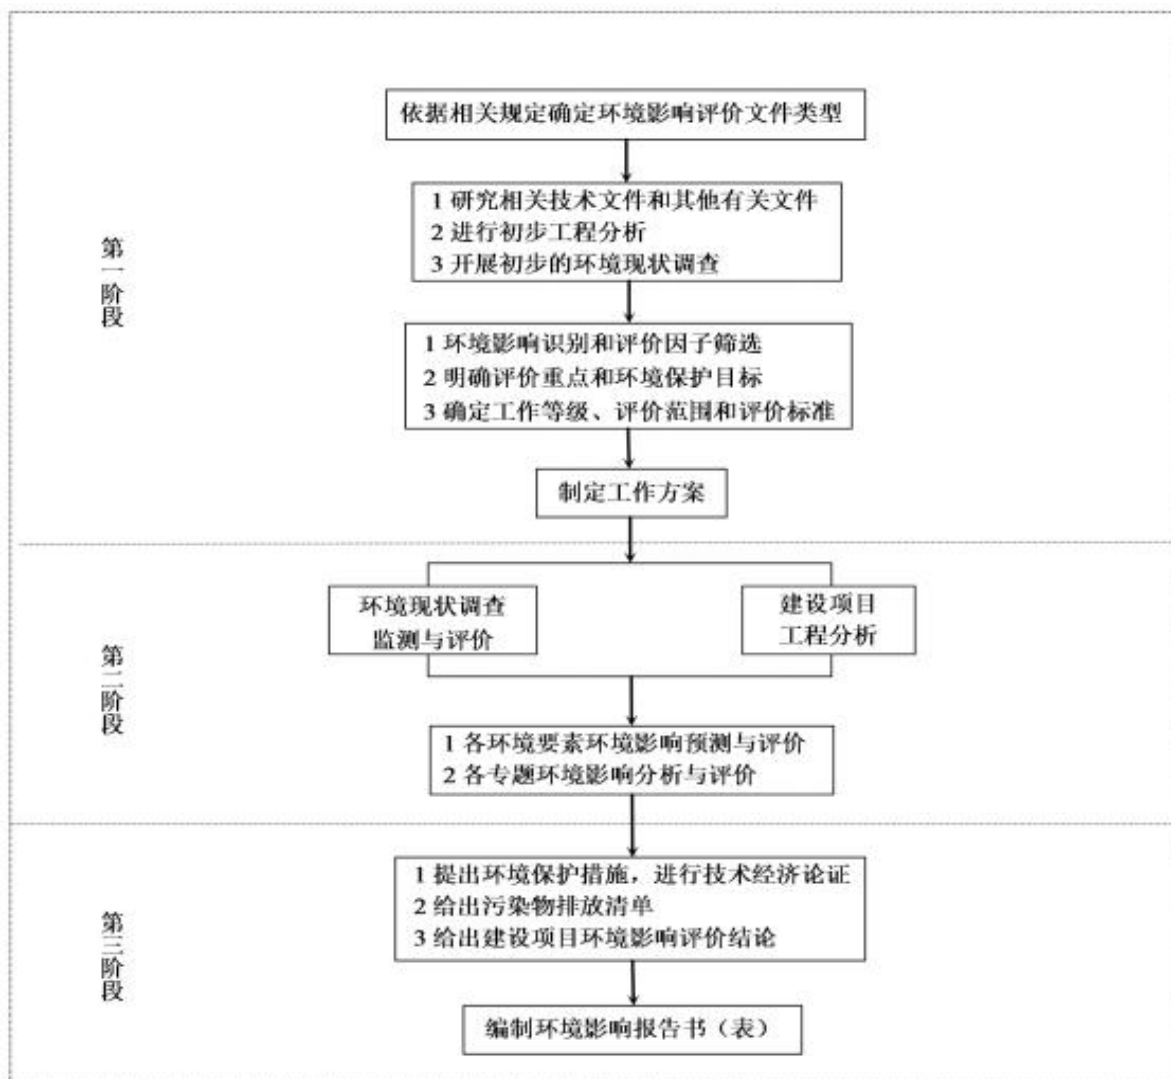 依据相关规定确定环境影响评价文件类型
1 研究相关技术文件和其他有关文件
2 进行初步工程分析
3 开展初步的环境现状调查
第一阶段
1 环境影响识别和评价因子筛选
2 明确评价重点和环境保护目标
3 确定工作等级、评价范围和评价标准
制定工作方案
环境现状调查
监测与评价
建设项目
工程分析
第二阶段
1 各环境要素环境影响预测与评价
2 各专题环境影响分析与评价
1 提出环境保护措施，进行技术经济论证
2 给出污染物排放清单
3 给出建设项目环境影响评价结论
第三阶段
编制环境影响报告书（表）